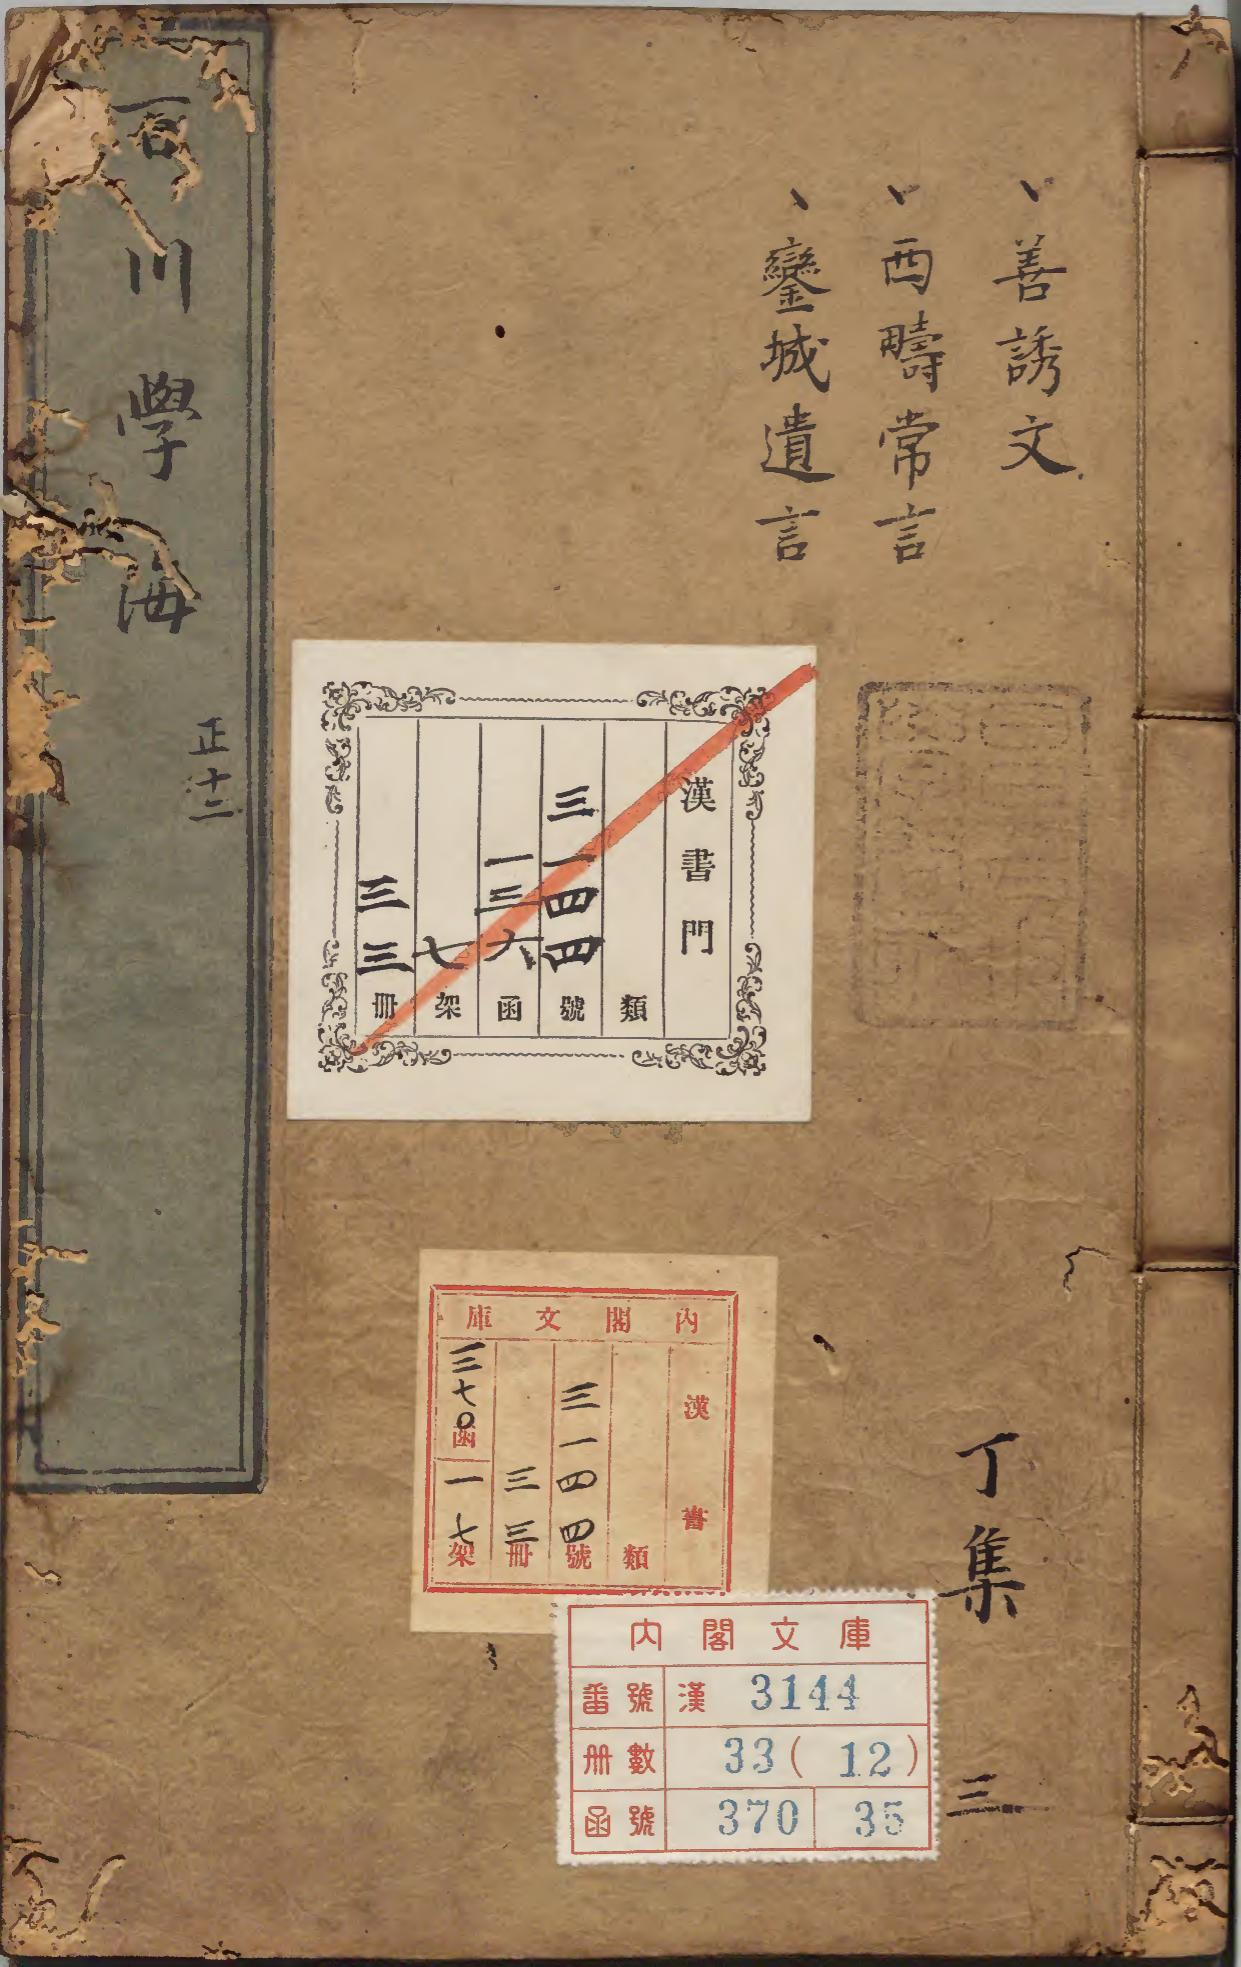 善誘文
西疇常言
欒城遺言
百川學海
正十二
漢書門
類
三一四四號
一三六函
七架
三三冊
內閣文庫
漢書
類
三一四四號
三三冊
三七〇函
一七架
內閣文庫
番號 漢 3144
冊數 33(12)
函號 370 35
丁集
三